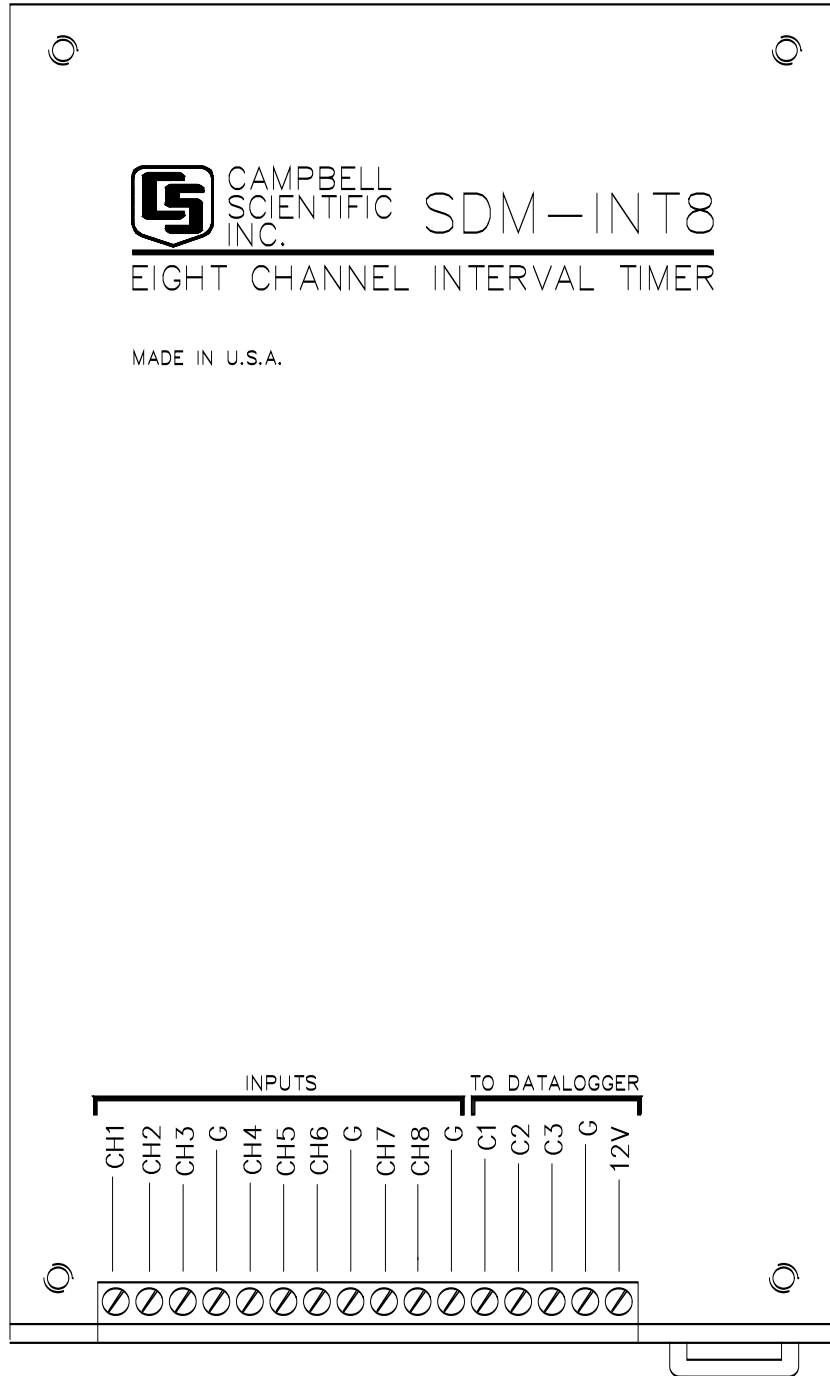 CAMPBELL
SCIENTIFIC
INC.
SDM-INT8
EIGHT CHANNEL INTERVAL TIMER
MADE IN U.S.A.
INPUTS
TO DATALOGGER
CH1
CH2
CH3
G
CH4
CH5
CH6
G
CH7
CH8
G
C1
C2
C3
G
12V